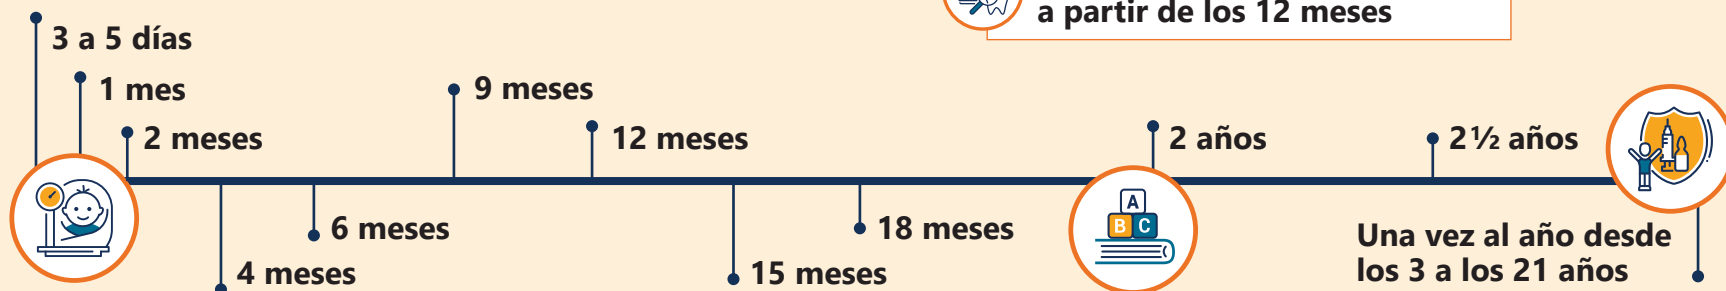 a partir de los 12 meses
3 a 5 días
1 mes
2 meses
4 meses
6 meses
9 meses
12 meses
15 meses
18 meses
2 años
2½ años
Una vez al año desde
los 3 a los 21 años
A
B C